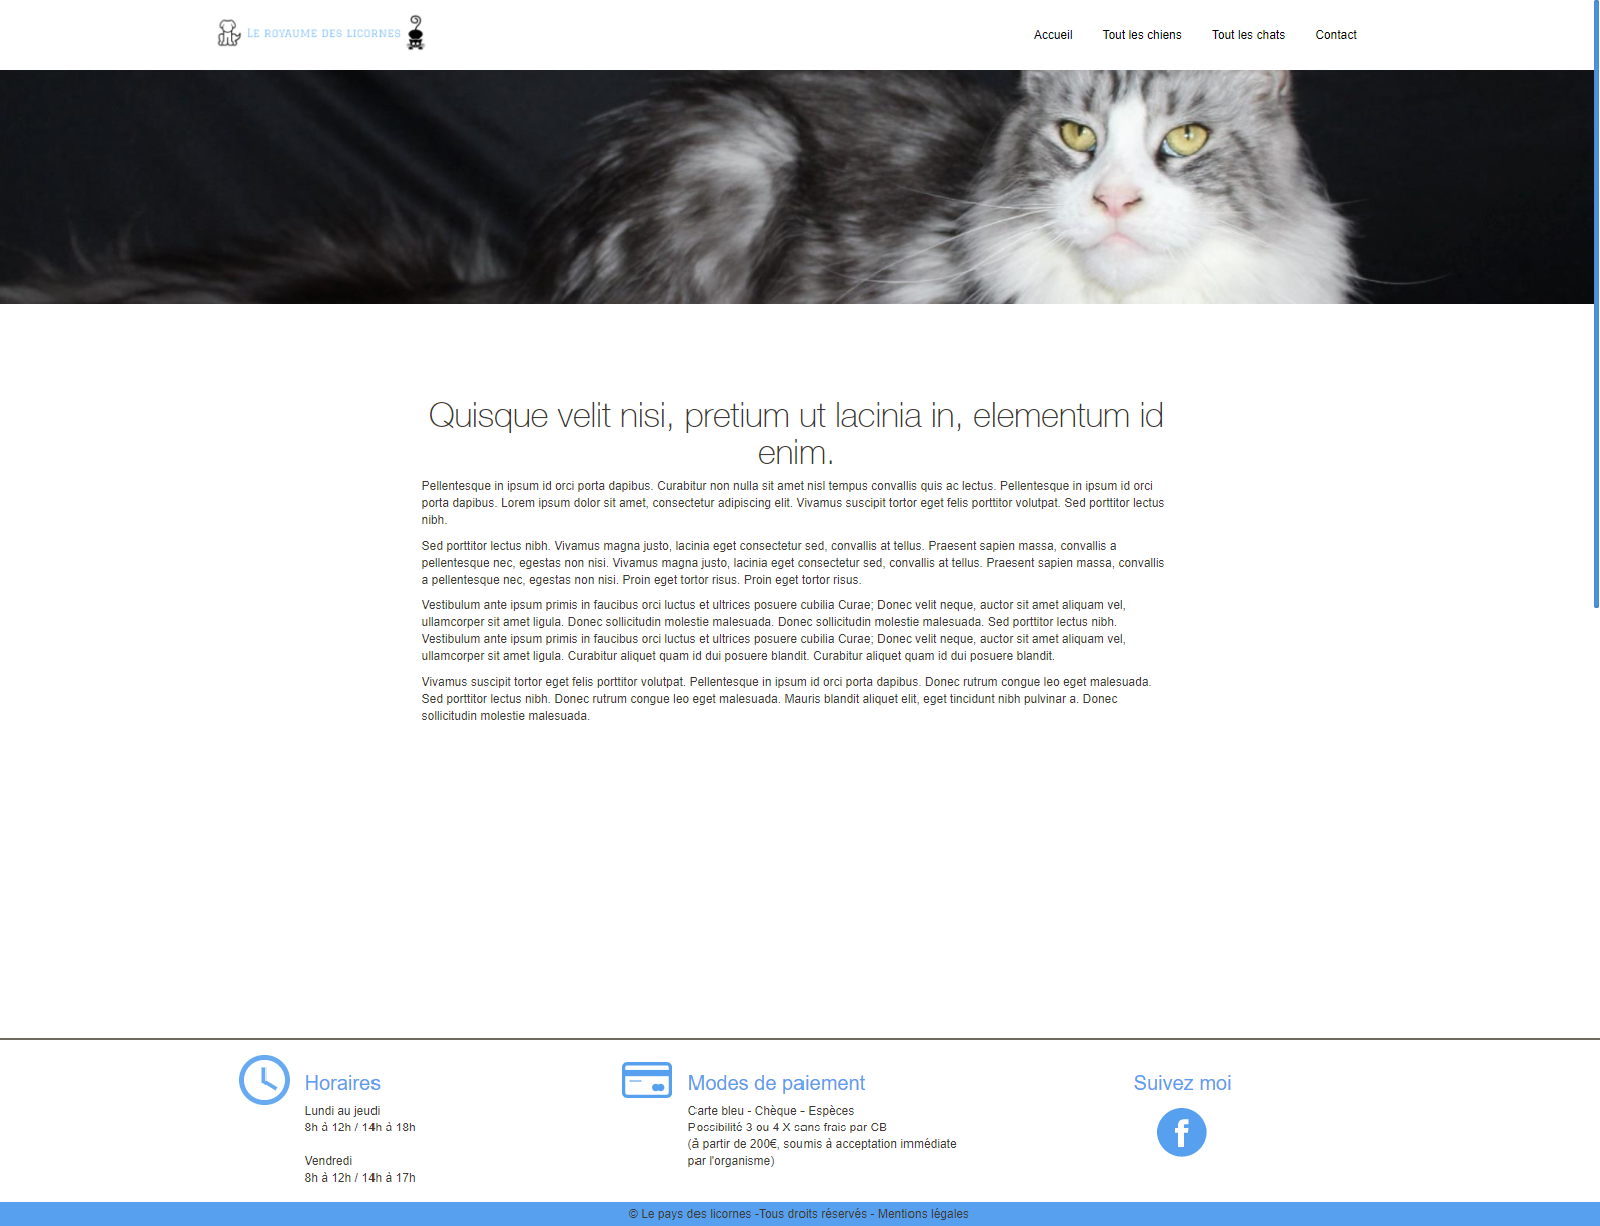 Le royaume des licornes
Accueil
Tout les chiens
Tout les chats
Contact
Quisque velit nisi, pretium ut lacinia in, elementum id
enim.
Pellentesque in ipsum id orci porta dapibus. Curabitur non nulla sit amet nisl tempus convallis quis ac lectus. Pellentesque in ipsum id orci
porta dapibus. Lorem ipsum dolor sit amet, consectetur adipiscing elit. Vivamus suscipit tortor eget felis porttitor volutpat. Sed porttitor lectus
nibh.
Sed porttitor lectus nibh. Vivamus magna justo, lacinia eget consectetur sed, convallis at tellus. Praesent sapien massa, convallis a
pellentesque nec, egestas non nisi. Vivamus magna justo, lacinia eget consectetur sed, convallis at tellus. Praesent sapien massa, convallis
a pellentesque nec, egestas non nisi. Proin eget tortor risus. Proin eget tortor risus.
Vestibulum ante ipsum primis in faucibus orci luctus et ultrices posuere cubilia Curae; Donec velit neque, auctor sit amet aliquam vel,
ullamcorper sit amet ligula. Donec sollicitudin molestie malesuada. Donec sollicitudin molestie malesuada. Sed porttitor lectus nibh.
Vestibulum ante ipsum primis in faucibus orci luctus et ultrices posuere cubilia Curae; Donec velit neque, auctor sit amet aliquam vel,
ullamcorper sit amet ligula. Curabitur aliquet quam id dui posuere blandit. Curabitur aliquet quam id dui posuere blandit.
Vivamus suscipit tortor eget felis porttitor volutpat. Pellentesque in ipsum id orci porta dapibus. Donec rutrum congue leo eget malesuada.
Sed porttitor lectus nibh. Donec rutrum congue leo eget malesuada. Mauris blandit aliquet elit, eget tincidunt nibh pulvinar a. Donec
sollicitudin molestie malesuada.
Horaires
Lundi au jeudi
8h à 12h / 14h à 18h
Vendredi
8h à 12h / 14h à 17h
Modes de paiement
Carte bleu - Chèque - Espèces
Possibilité 3 ou 4 X sans frais par CB
(à partir de 200€, soumis à acceptation immédiate
par l'organisme)
Suivez moi
© Le pays des licornes -Tous droits réservés - Mentions légales